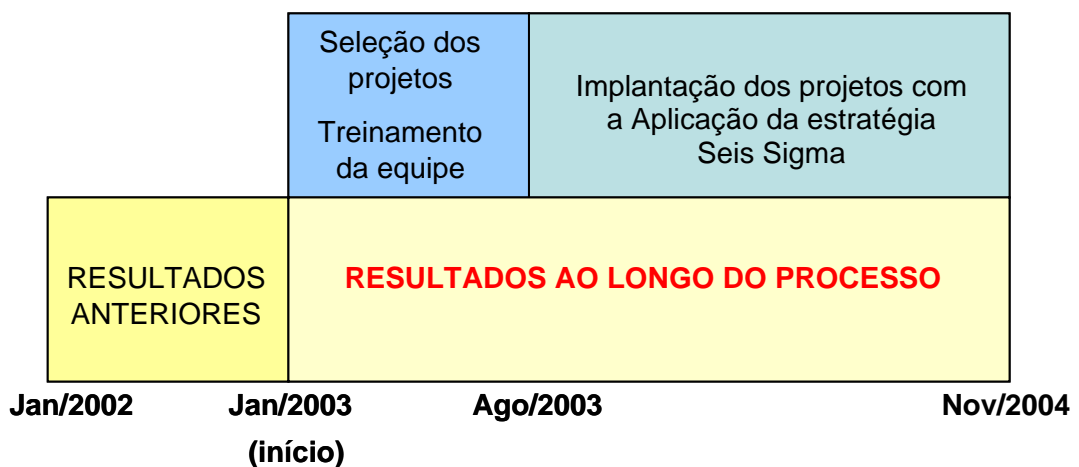 Seleção dos
projetos
Treinamento
da equipe
Implantação dos projetos com
a Aplicação da estratégia
Seis Sigma
RESULTADOS
ANTERIORES
RESULTADOS AO LONGO DO PROCESSO
Jan/2002
Jan/2003
Ago/2003
Nov/2004
(início)